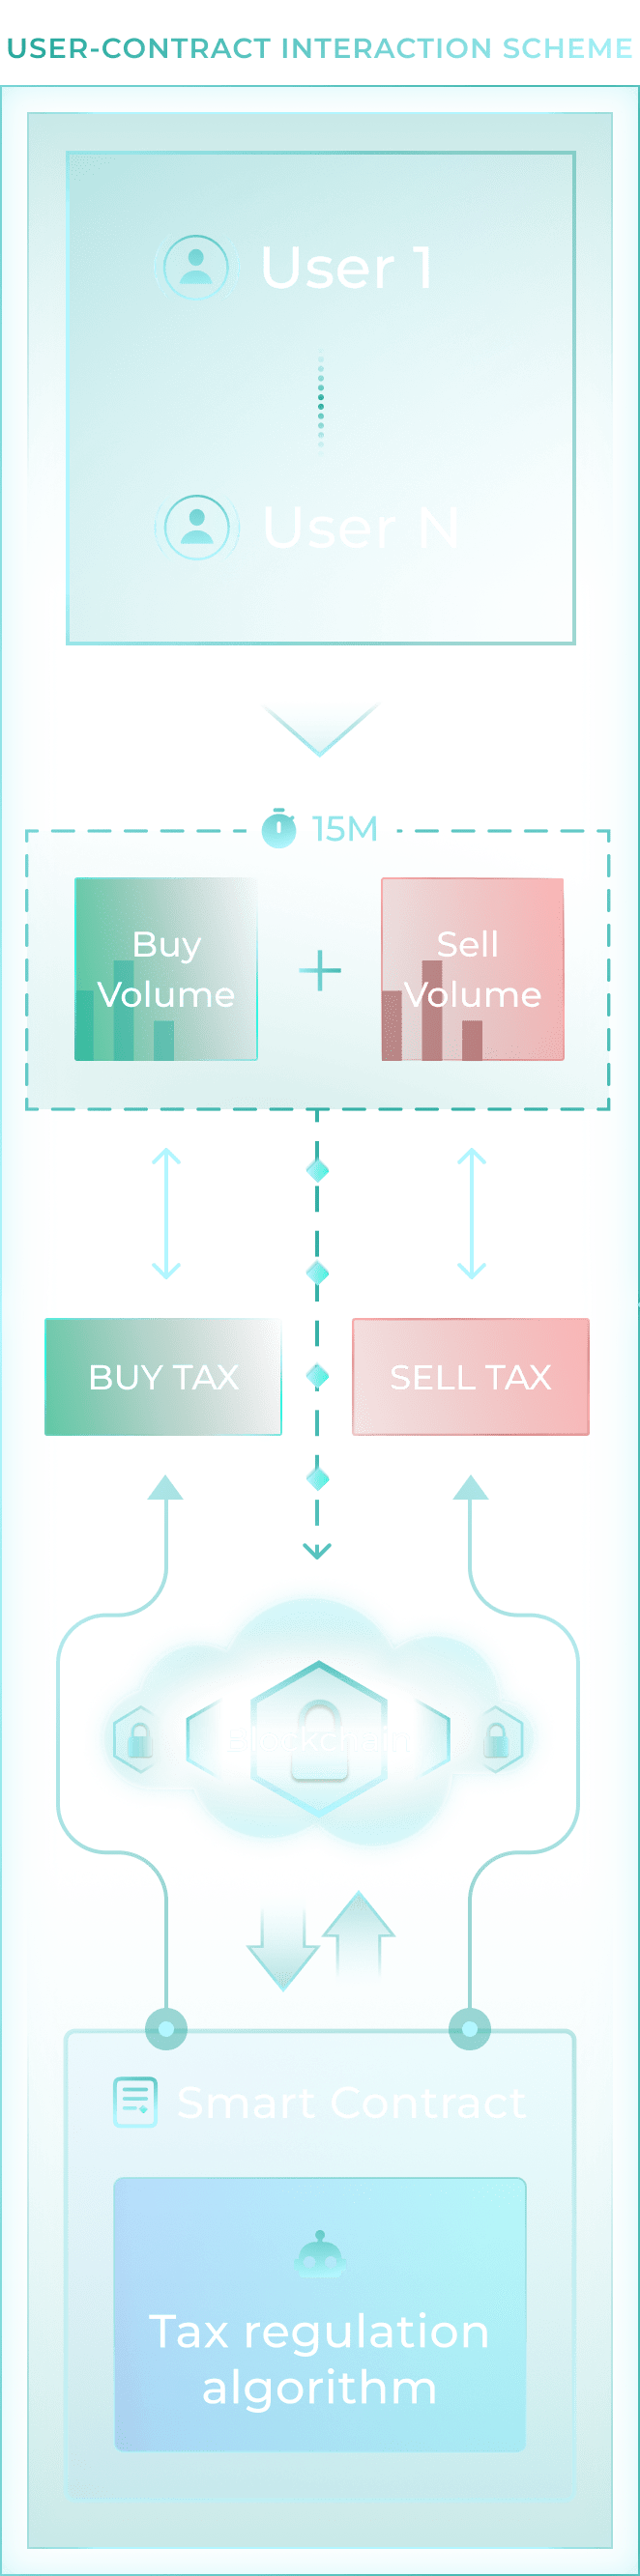 USER-CONTRACT INTERACTION SCHEME
User 1
User N
15M
Buy
Volume
Sell
Volume
BUY TAX
SELL TAX
Blockchain
Smart Contract
Tax regulation
algorithm